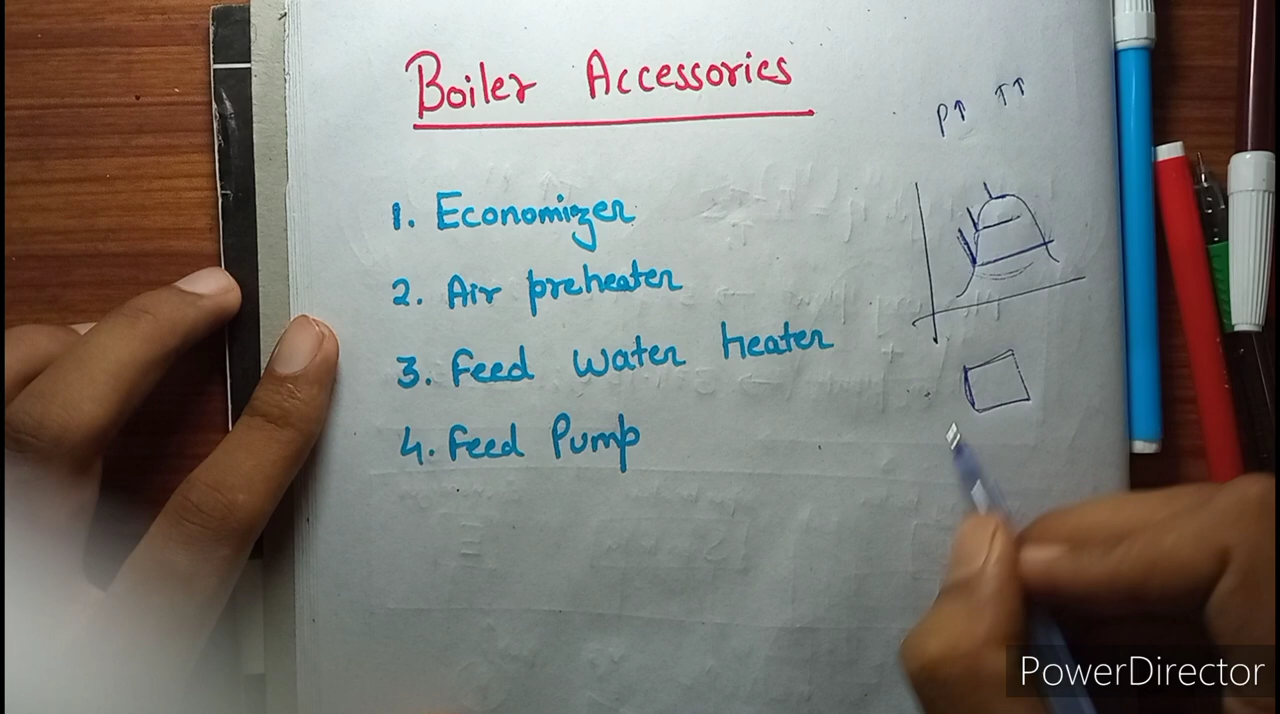 Boiler Accessories
P↑ T↑
1. Economizer
2. Air preheater
3. Feed Water heater
4. Feed Pump
PowerDirector